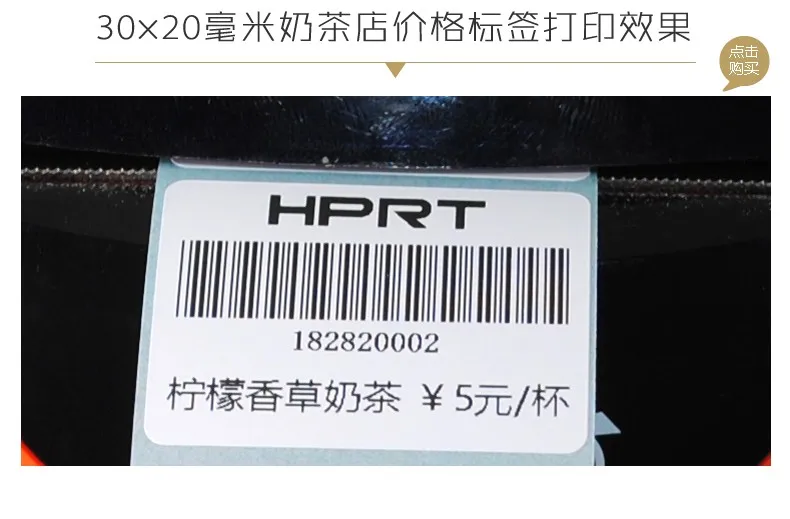 30×20毫米奶茶店价格标签打印效果
点击
购买
HPRT
182820002
柠檬香草奶茶 ￥5元/杯